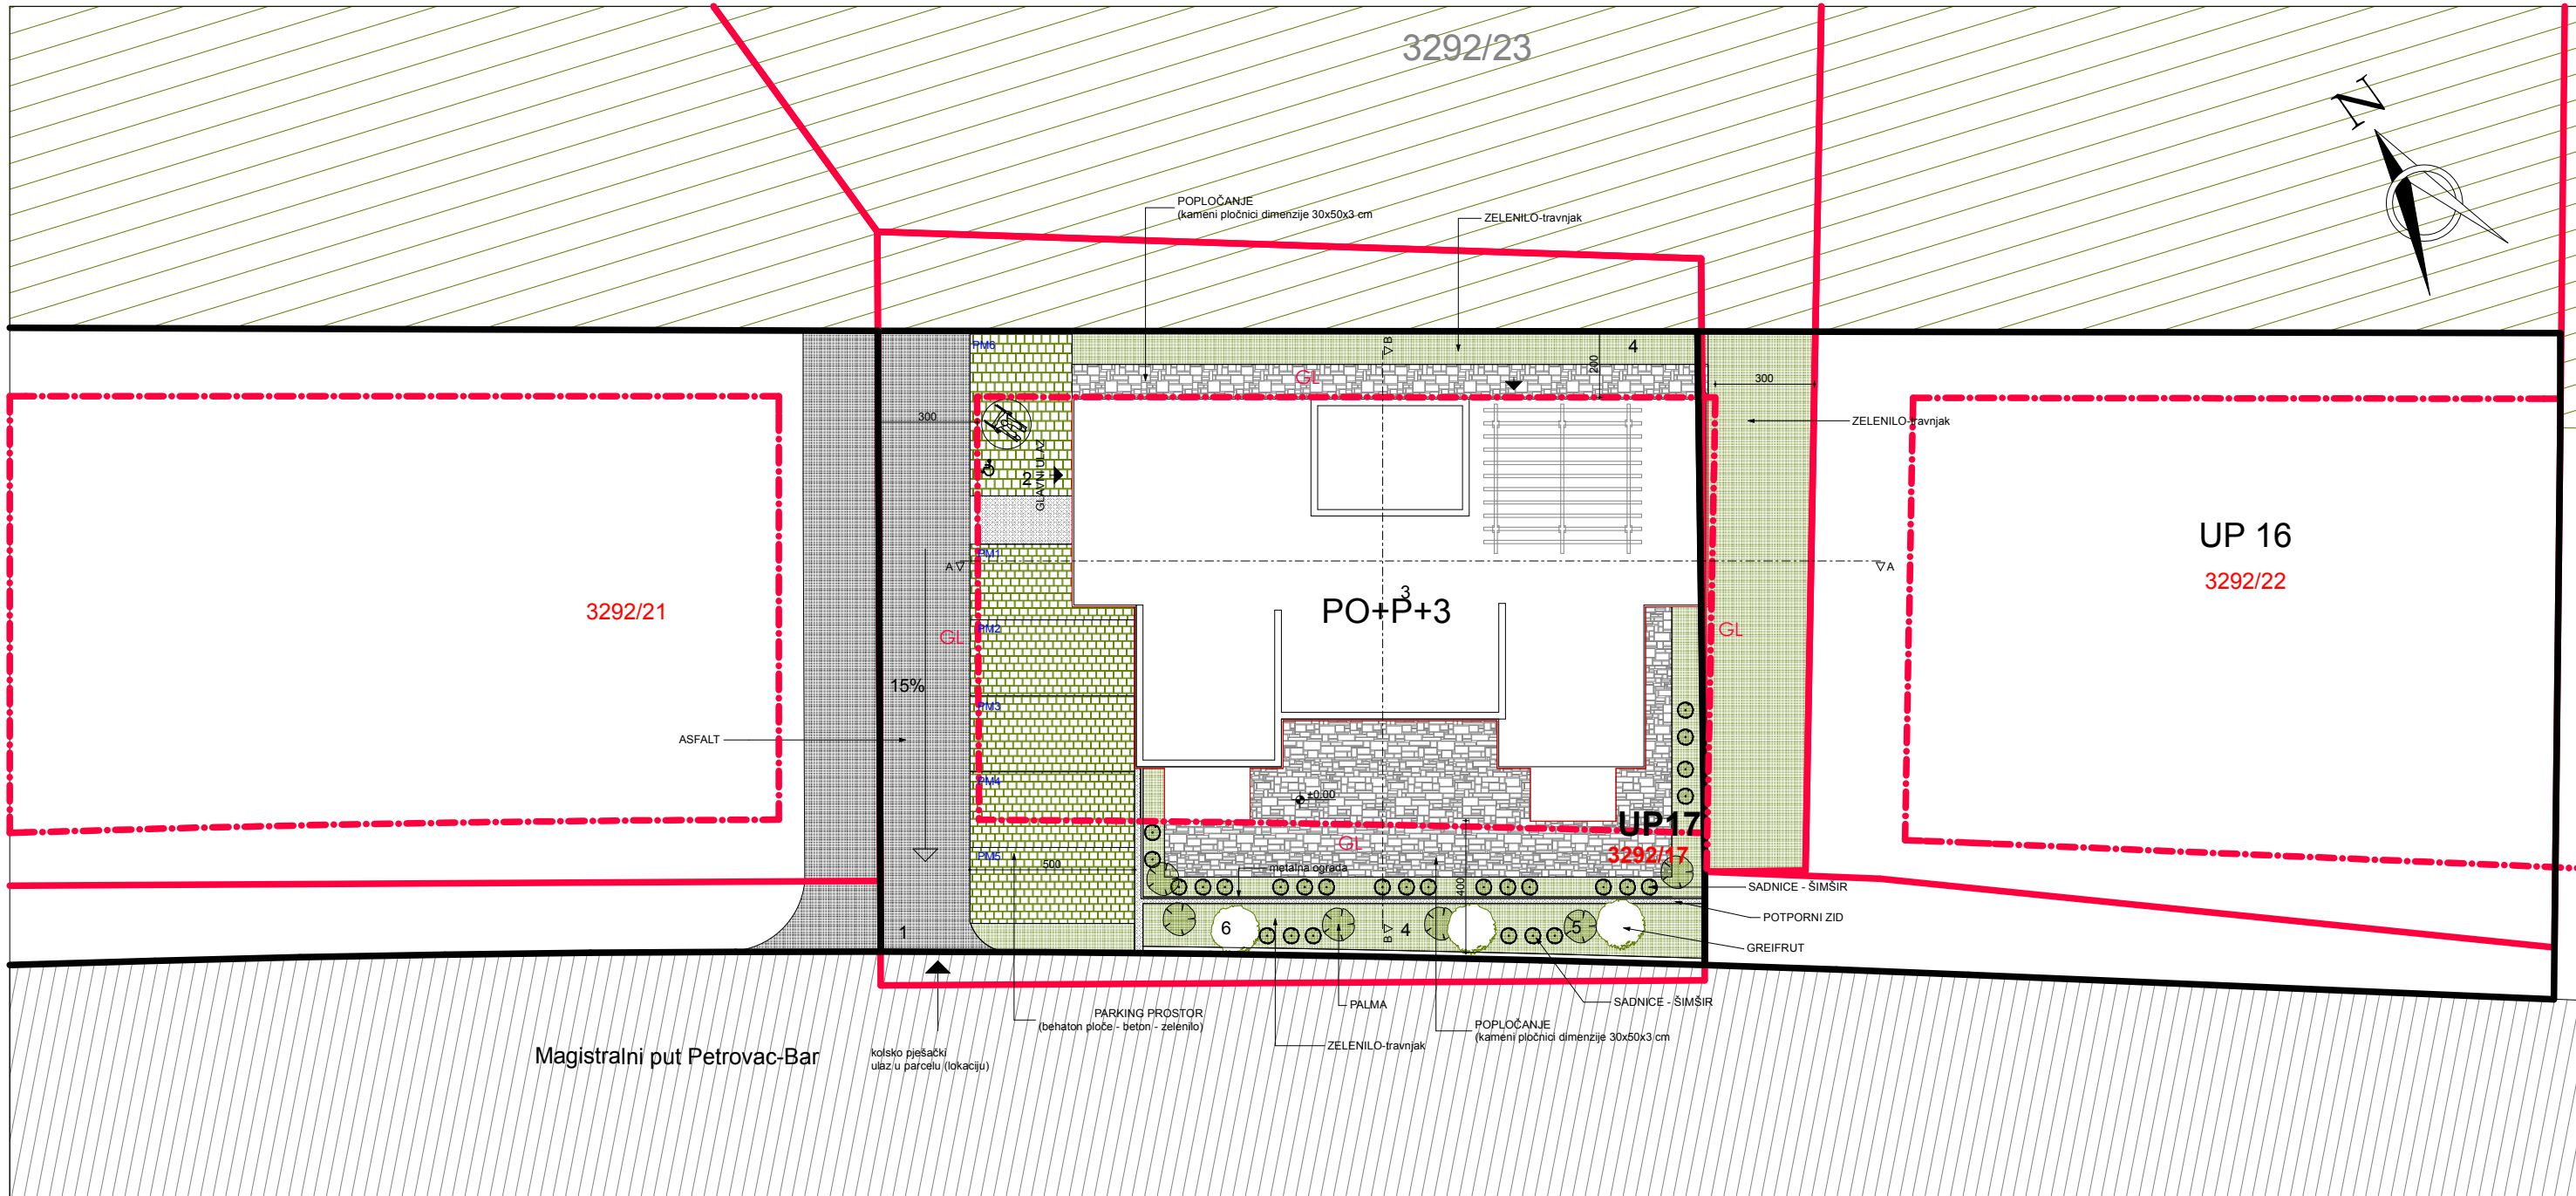 3292/23
N
POPLOČANJE
(kameni pločnici dimenzije 30x50x3 cm
ZELENILO-travnjak
PM6
B
4
200
GL
300
300
ZELENILO-travnjak
GLAVNI ULAZ
2
UP 16
3292/22
PM1
A
A
3
PO+P+3
3292/21
PM2
GL
GL
15%
PM3
ASFALT
PM4
±0.00
UP17
3292/17
GL
PM5
500
metalna ograda
400
SADNICE - ŠIMŠIR
POTPORNI ZID
1
6
B
4
5
GREIFRUT
PALMA
SADNICE - ŠIMŠIR
PARKING PROSTOR
(behaton ploče - beton - zelenilo)
POPLOČANJE
(kameni pločnici dimenzije 30x50x3 cm
ZELENILO-travnjak
Magistralni put Petrovac-Bar
kolsko pješački
ulaz u parcelu (lokaciju)